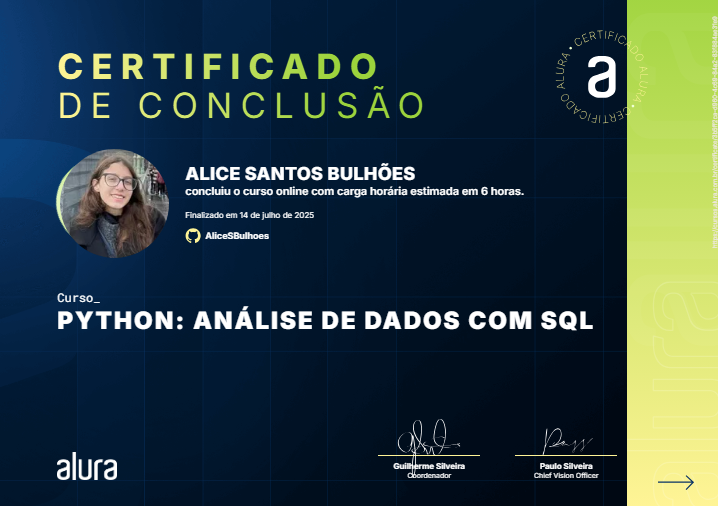 CERTIFICADO
DE CONCLUSÃO
CERTIFICADO ALURA • CERTIFICADO ALURA •
a
ALICE SANTOS BULHÕES
concluiu o curso online com carga horária estimada em 6 horas.
Finalizado em 14 de julho de 2025
AliceSBulhoes
Curso_
PYTHON: ANÁLISE DE DADOS COM SQL
alura
Guilherme Silveira
Coordenador
Paulo Silveira
Chief Vision Officer